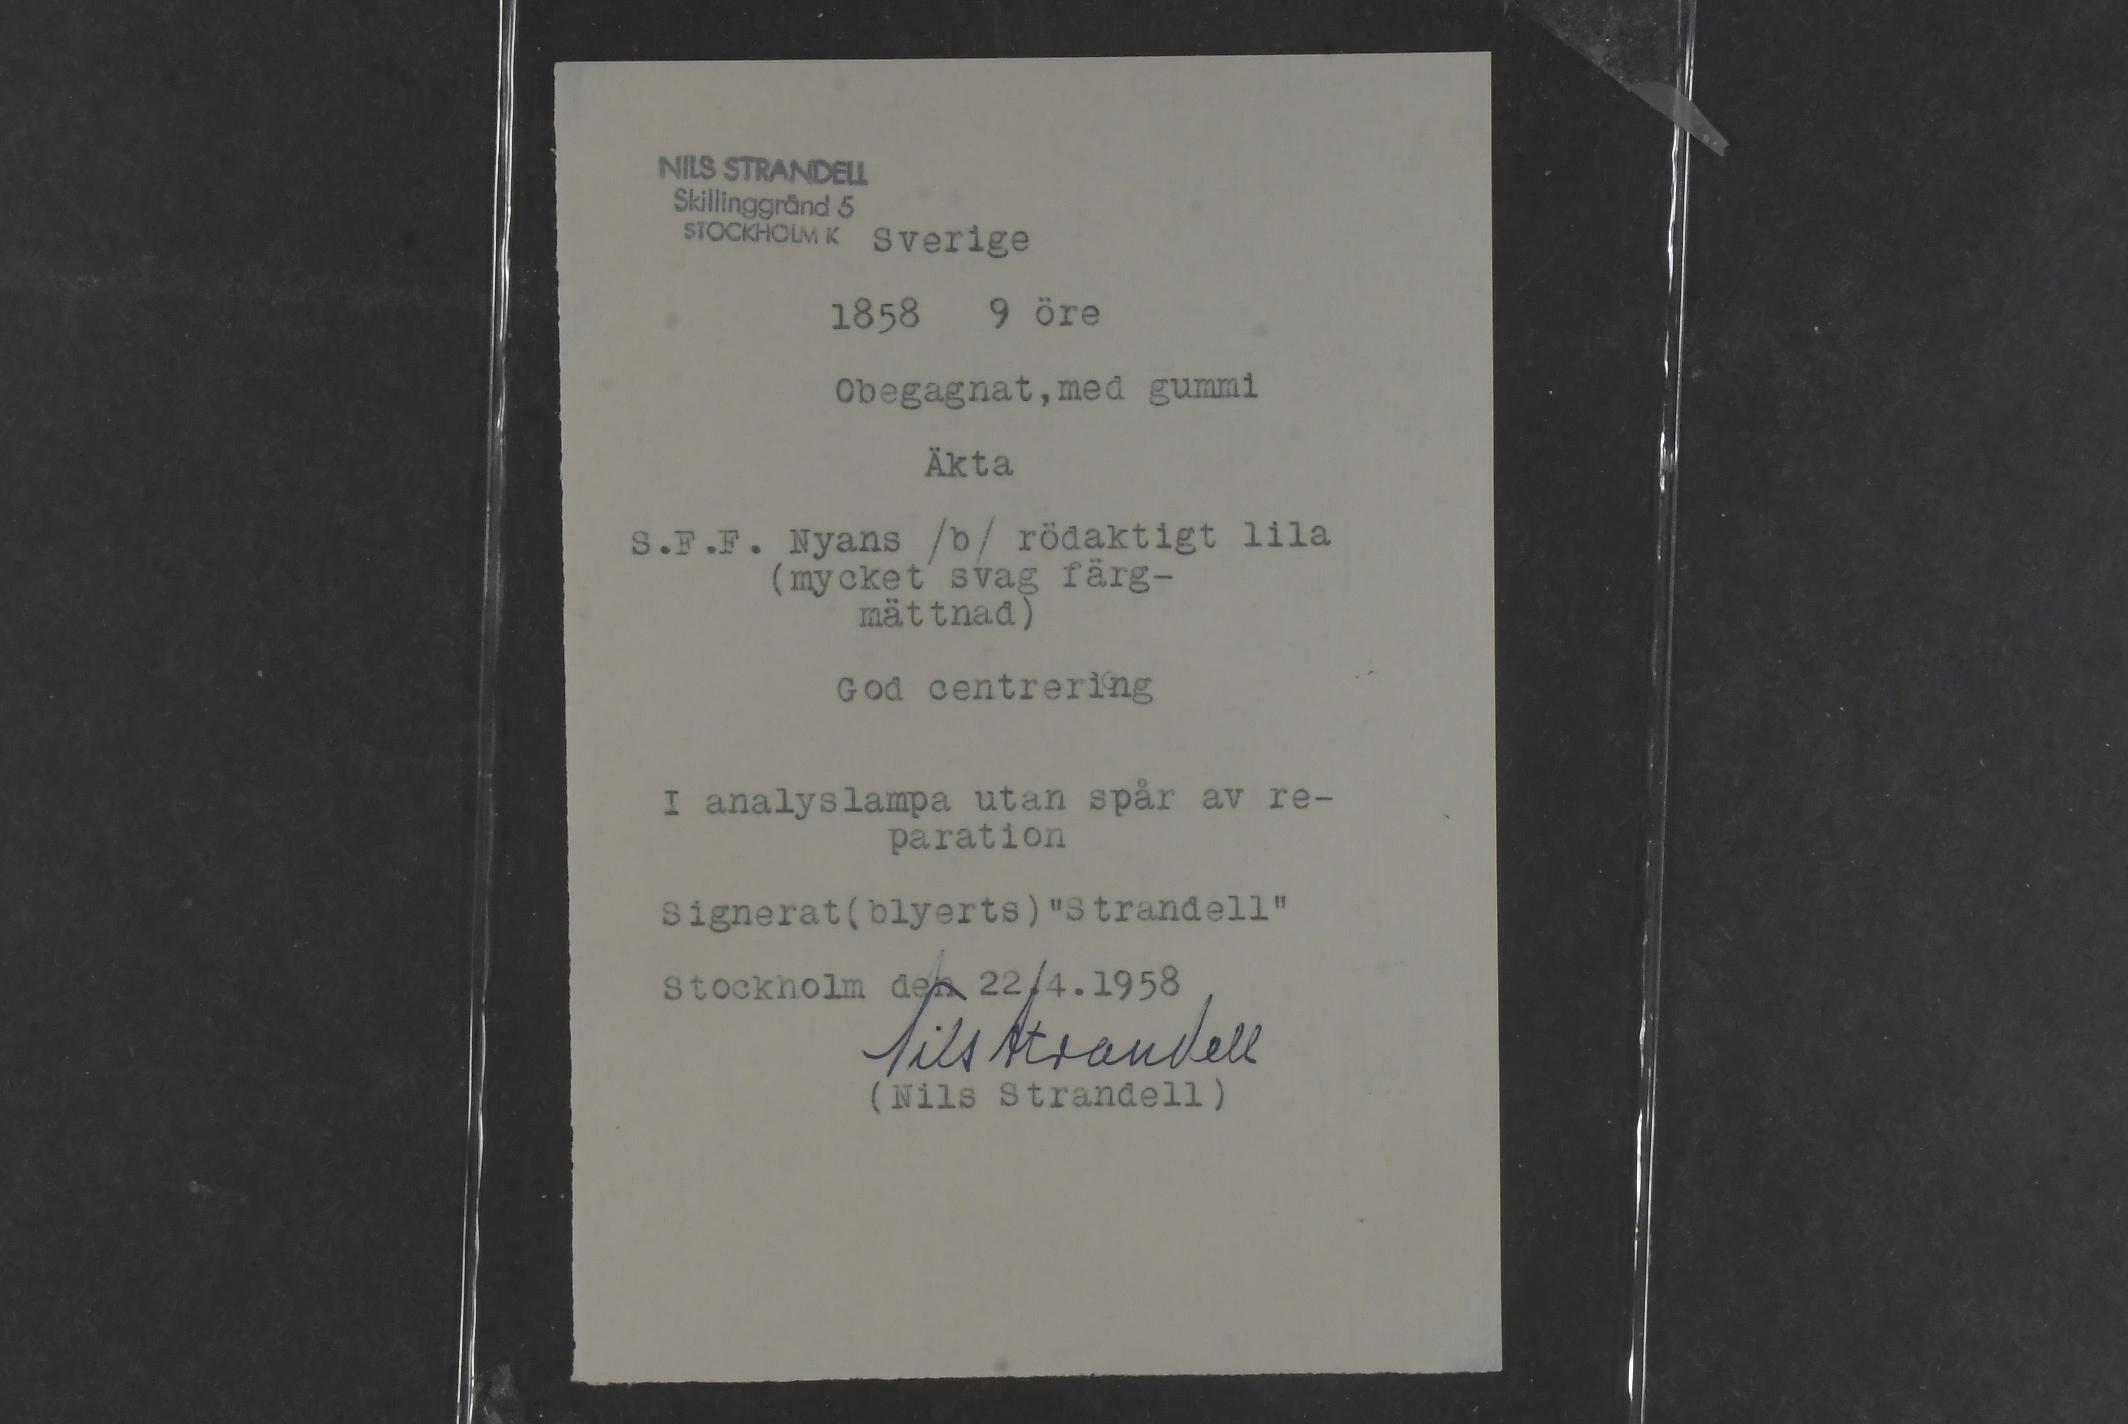 NILS STRANDELL
Skillinggränd 5
STOCKHOLM K
Sverige
1858 9 öre
Obegagnat,med gummi
Äkta
S.F.F. Nyans /b/ rödaktigt lila
(mycket svag färg-
mättnad)
God centrering
I analyslampa utan spår av re-
paration
Signerat(blyerts)"Strandell"
Stockholm den 22/4.1958
Nils Strandell
(Nils Strandell)